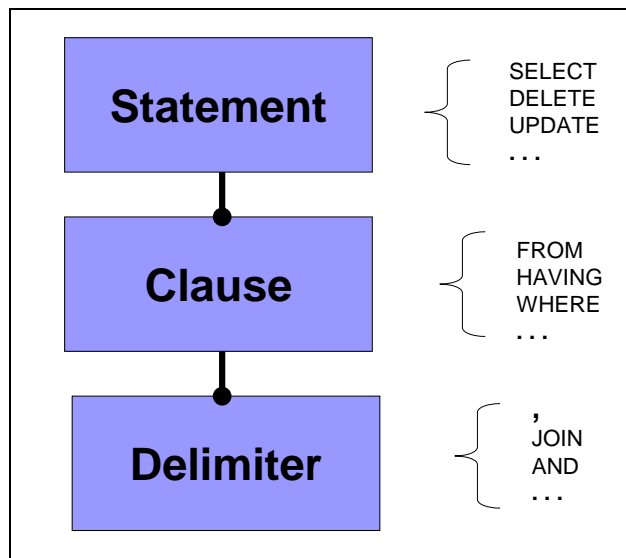 Statement
SELECT
DELETE
UPDATE
. . .
Clause
FROM
HAVING
WHERE
. . .
Delimiter
,
JOIN
AND
. . .